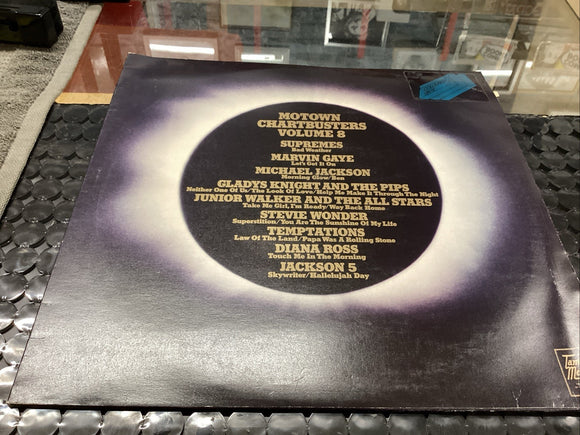 MOTOWN
CHARTBUSTERS
VOLUME 8
SUPREMES
Bad Weather
MARVIN GAYE
Let's Get It On
MICHAEL JACKSON
Morning Glow/Ben
GLADYS KNIGHT AND THE PIPS
Neither One Of Us/The Look Of Love/Help Me Make It Through The Night
JUNIOR WALKER AND THE ALL STARS
Take Me Girl, I'm Ready/Way Back Home
STEVIE WONDER
Superstition/You Are The Sunshine Of My Life
TEMPTATIONS
Law Of The Land/Papa Was A Rolling Stone
DIANA ROSS
Touch Me In The Morning
JACKSON 5
Skywriter/Hallelujah Day